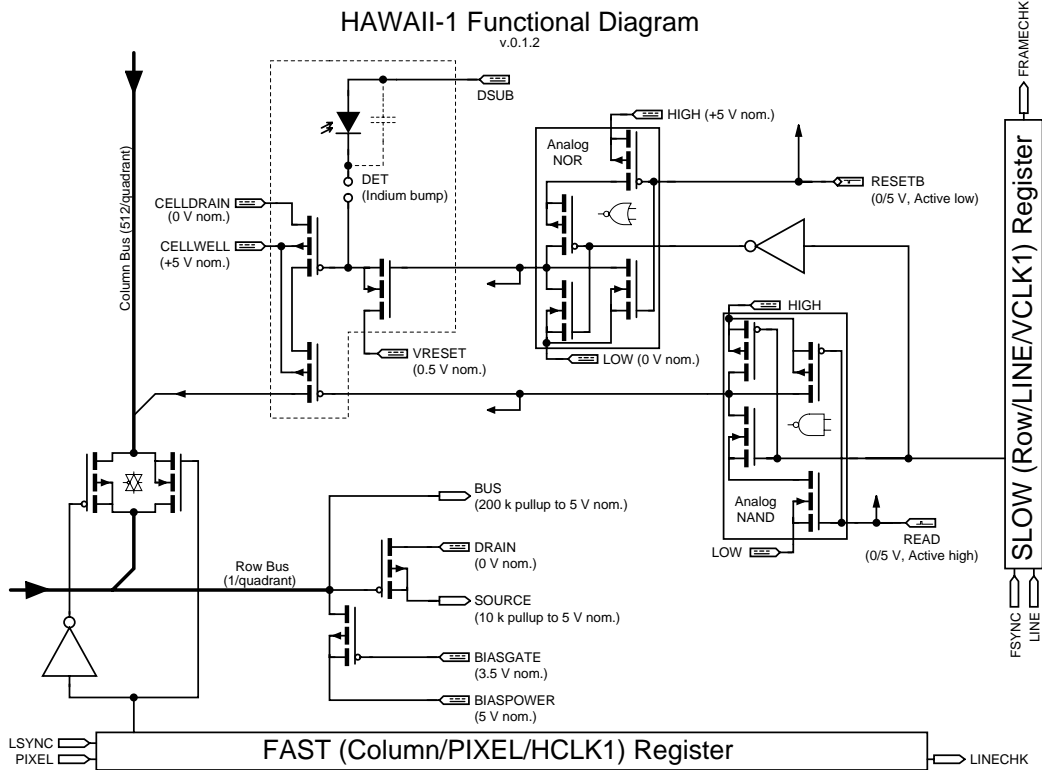 HAWAII-1 Functional Diagram
v.0.1.2
FRAMECHK
DSUB
HIGH (+5 V nom.)
Analog
NOR
Column Bus (512/quadrant)
DET
(Indium bump)
RESETB
(0/5 V, Active low)
CELLDRAIN
(0 V nom.)
CELLWELL
(+5 V nom.)
SLOW (Row/LINE/VCLK1) Register
HIGH
VRESET
(0.5 V nom.)
LOW (0 V nom.)
BUS
(200 k pullup to 5 V nom.)
Analog
NAND
READ
(0/5 V, Active high)
LOW
DRAIN
(0 V nom.)
Row Bus
(1/quadrant)
SOURCE
(10 k pullup to 5 V nom.)
FSYNC
LINE
BIASGATE
(3.5 V nom.)
BIASPOWER
(5 V nom.)
LSYNC
PIXEL
FAST (Column/PIXEL/HCLK1) Register
LINECHK